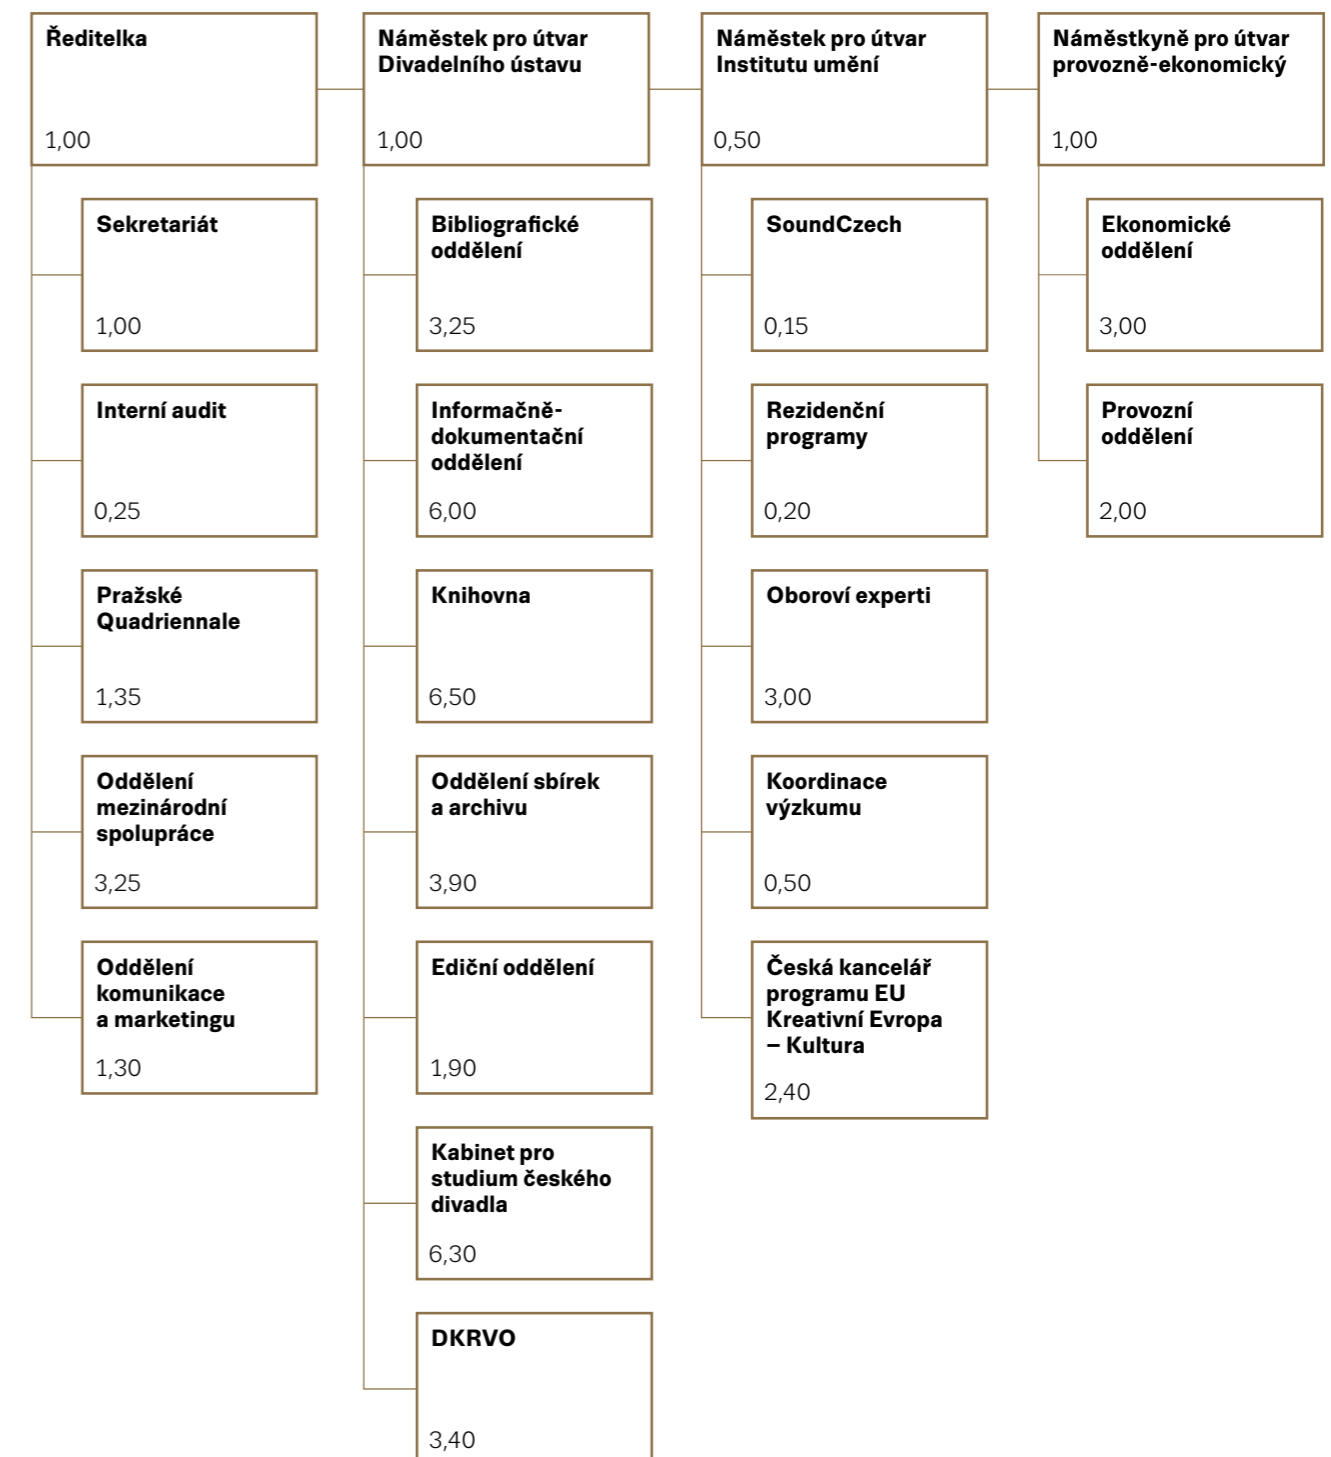 Ředitelka
1,00
Sekretariát
1,00
Interní audit
0,25
Pražské
Quadriennale
1,35
Oddělení
mezinárodní
spolupráce
3,25
Oddělení
komunikace
a marketingu
1,30
Náměstek pro útvar
Divadelního ústavu
1,00
Bibliografické
oddělení
3,25
Informačně-
dokumentační
oddělení
6,00
Knihovna
6,50
Oddělení sbírek
a archivu
3,90
Ediční oddělení
1,90
Kabinet pro
studium českého
divadla
6,30
DKRVO
3,40
Náměstek pro útvar
Institutu umění
0,50
SoundCzech
0,15
Rezidenční
programy
0,20
Oboroví experti
3,00
Koordinace
výzkumu
0,50
Česká kancelář
programu EU
Kreativní Evropa
– Kultura
2,40
Náměstkyně pro útvar
provozně-ekonomický
1,00
Ekonomické
oddělení
3,00
Provozní
oddělení
2,00